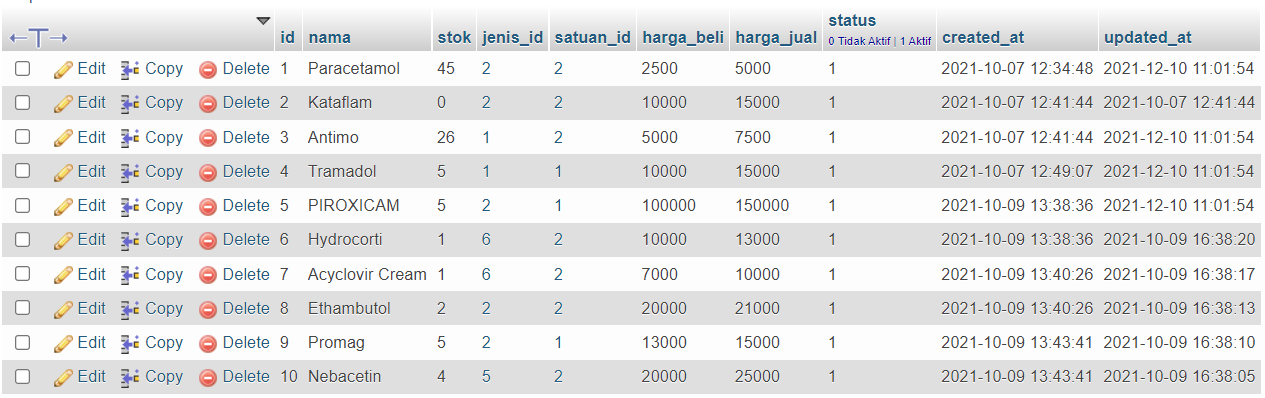 id nama stok jenis_id satuan_id harga_beli harga_jual status created_at updated_at
0 Tidak Aktif | 1 Aktif
Edit Copy Delete 1 Paracetamol 45 2 2 2500 5000 1 2021-10-07 12:34:48 2021-12-10 11:01:54
Edit Copy Delete 2 Kataflam 0 2 2 10000 15000 1 2021-10-07 12:41:44 2021-10-07 12:41:44
Edit Copy Delete 3 Antimo 26 1 2 5000 7500 1 2021-10-07 12:41:44 2021-12-10 11:01:54
Edit Copy Delete 4 Tramadol 5 1 1 10000 15000 1 2021-10-07 12:49:07 2021-12-10 11:01:54
Edit Copy Delete 5 PIROXICAM 5 2 1 100000 150000 1 2021-10-09 13:38:36 2021-12-10 11:01:54
Edit Copy Delete 6 Hydrocorti 1 6 2 10000 13000 1 2021-10-09 13:38:36 2021-10-09 16:38:20
Edit Copy Delete 7 Acyclovir Cream 1 6 2 7000 10000 1 2021-10-09 13:40:26 2021-10-09 16:38:17
Edit Copy Delete 8 Ethambutol 2 2 2 20000 21000 1 2021-10-09 13:40:26 2021-10-09 16:38:13
Edit Copy Delete 9 Promag 5 2 1 13000 15000 1 2021-10-09 13:43:41 2021-10-09 16:38:10
Edit Copy Delete 10 Nebacetin 4 5 2 20000 25000 1 2021-10-09 13:43:41 2021-10-09 16:38:05